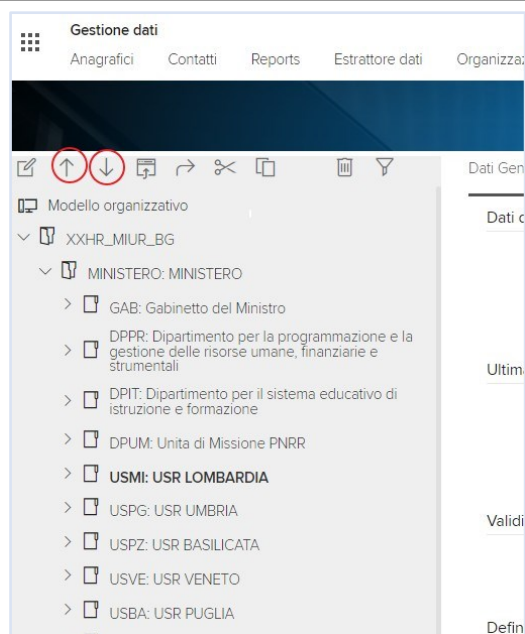 Gestione dati
Anagrafici Contatti Reports Estrattore dati
Dati Gen
Modello organizzativo
Dati
XXHR_MIUR_BG
MINISTERO: MINISTERO
GAB: Gabinetto del Ministro
DPPR: Dipartimento per la programmazione e la
gestione delle risorse umane, finanziarie e
strumentali
DPIT: Dipartimento per il sistema educativo di
istruzione e formazione
DPUM: Unita di Missione PNRR
USMI: USR LOMBARDIA
USPG: USR UMBRIA
Validi
USPZ: USR BASILICATA
USVE: USR VENETO
USBA: USR PUGLIA
Defin